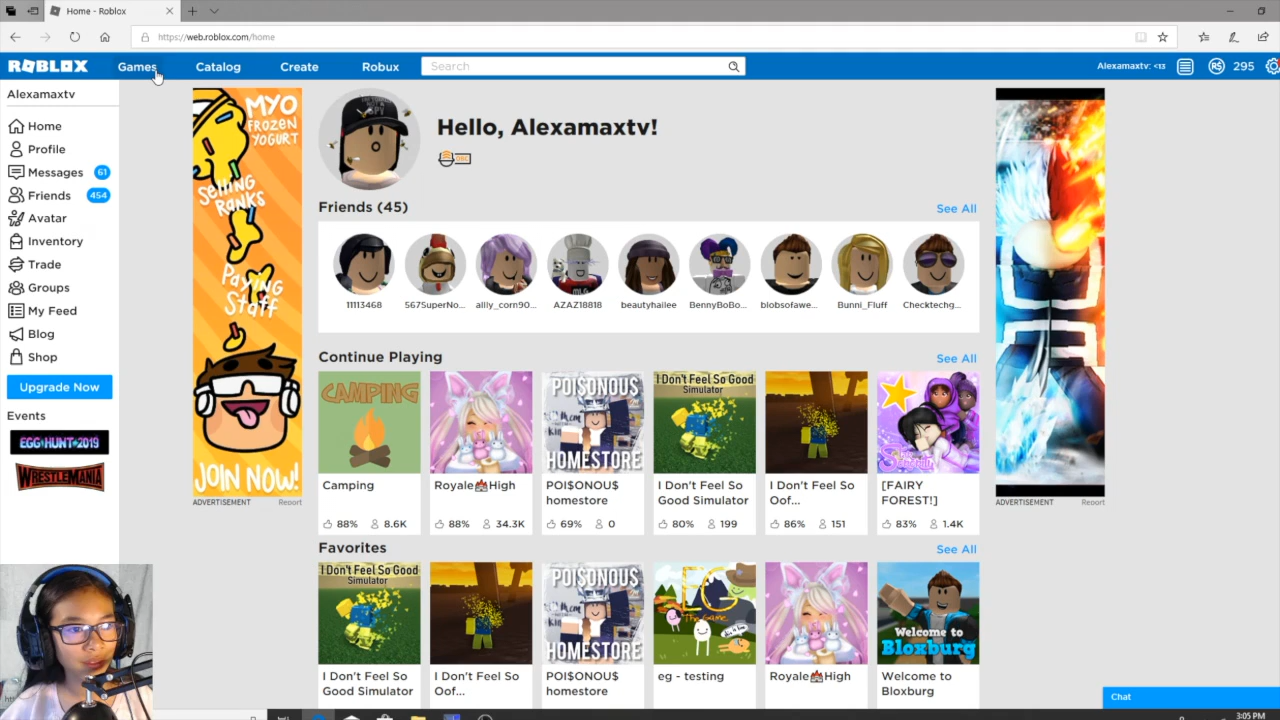 Home - Roblox
https://web.roblox.com/home
ROBLOX
Games
Catalog
Create
Robux
Search
Alexamaxtv: <13
R$
295
Alexamaxtv
Home
Profile
Messages 61
Friends 454
Avatar
Inventory
Trade
Groups
My Feed
Blog
Shop
Upgrade Now
Events
EGG HUNT 2019
WRESTLEMANIA
MYO
FROZEN
YOGURT
SELLING
RANKS
PAYING
STAFF
JOIN NOW!
ADVERTISEMENT Report
Hello, Alexamaxtv!
OBC
Friends (45)
See All
11113468
5675SuperNo...
allly_corn90...
AZAZ18818
beautyhailee
BennyBoBo...
blobsofawe...
Bunni_Fluff
Checktechg...
Continue Playing
See All
CAMPING
POI$ONOU$
HOMESTORE
I Don't Feel So Good
Simulator
Camping
Royale🏰High
POI$ONOU$
homestore
I Don't Feel So
Good Simulator
I Don't Feel So
Oof...
[FAIRY
FOREST!]
88% 8.6K
88% 34.3K
69% 0
80% 199
86% 151
83% 1.4K
Favorites
See All
I Don't Feel So Good
Simulator
POI$ONOU$
HOMESTORE
EG
The Game
Welcome to
Bloxburg
I Don't Feel So
Good Simulator
I Don't Feel So
Oof...
POI$ONOU$
homestore
eg - testing
Royale🏰High
Welcome to
Bloxburg
ADVERTISEMENT Report
Chat
3:05 PM